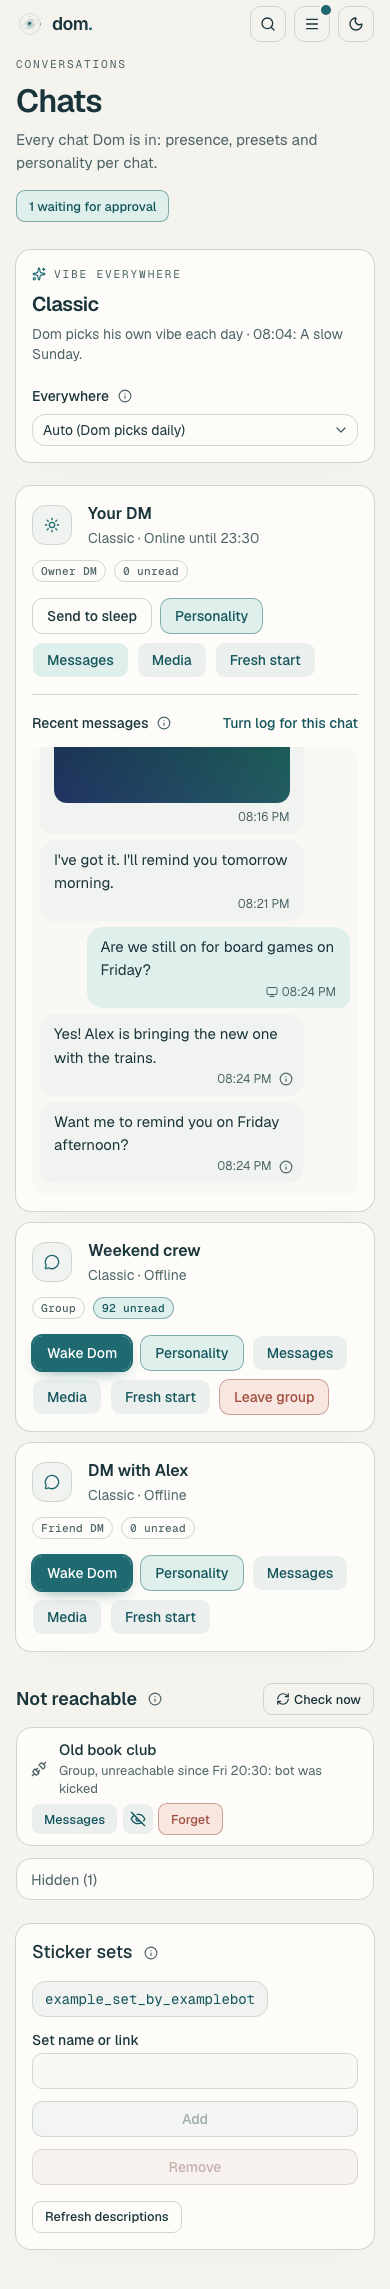 dom.
CONVERSATIONS
Chats
Every chat Dom is in: presence, presets and
personality per chat.
1 waiting for approval
VIBE EVERYWHERE
Classic
Dom picks his own vibe each day · 08:04: A slow
Sunday.
Everywhere
Auto (Dom picks daily)
Your DM
Classic · Online until 23:30
Owner DM 0 unread
Send to sleep Personality
Messages Media Fresh start
Recent messages Turn log for this chat
08:16 PM
I've got it. I'll remind you tomorrow
morning.
08:21 PM
Are we still on for board games on
Friday?
08:24 PM
Yes! Alex is bringing the new one
with the trains.
08:24 PM
Want me to remind you on Friday
afternoon?
08:24 PM
Weekend crew
Classic · Offline
Group 92 unread
Wake Dom Personality Messages
Media Fresh start Leave group
DM with Alex
Classic · Offline
Friend DM 0 unread
Wake Dom Personality Messages
Media Fresh start
Not reachable Check now
Old book club
Group, unreachable since Fri 20:30: bot was
kicked
Messages Forget
Hidden (1)
Sticker sets
example_set_by_examplebot
Set name or link
Add
Remove
Refresh descriptions